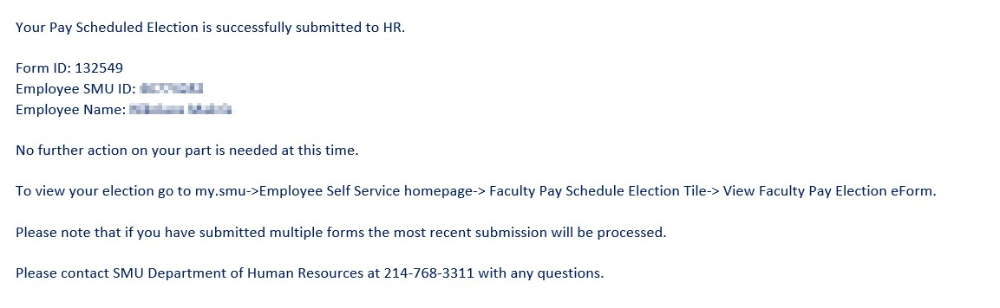 Your Pay Scheduled Election is successfully submitted to HR.
Form ID: 132549
Employee SMU ID:
Employee Name:
No further action on your part is needed at this time.
To view your election go to my.smu->Employee Self Service homepage-> Faculty Pay Schedule Election Tile-> View Faculty Pay Election eForm.
Please note that if you have submitted multiple forms the most recent submission will be processed.
Please contact SMU Department of Human Resources at 214-768-3311 with any questions.